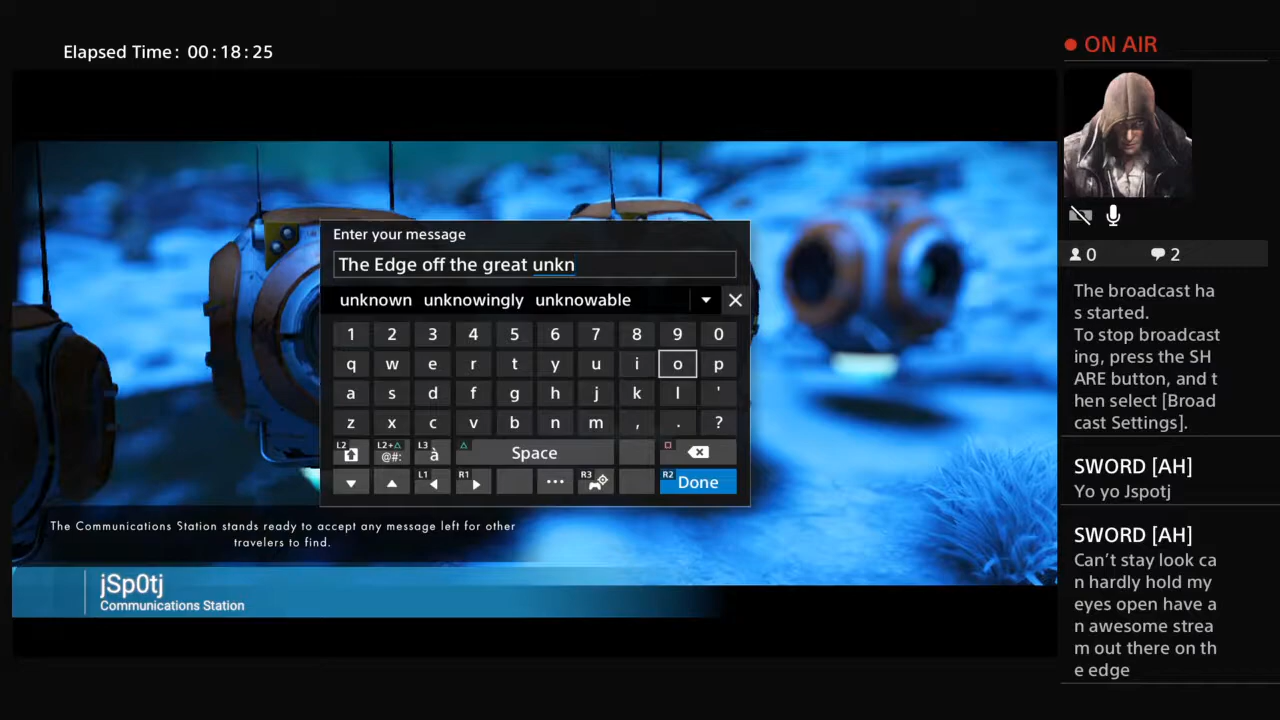 Elapsed Time: 00:18:25
ON AIR
Enter your message
The Edge off the great unkn
unknown unknowingly unknowable
1 2 3 4 5 6 7 8 9 0
q w e r t y u i o p
a s d f g h j k l '
z x c v b n m , . ?
L2 L2+△ @#: L3 à △ Space □
L1 R1 ... R3 R2 Done
The Communications Station stands ready to accept any message left for other
travelers to find.
jSp0tj
Communications Station
0 2
The broadcast ha
s started.
To stop broadcast
ing, press the SH
ARE button, and t
hen select [Broad
cast Settings].
SWORD [AH]
Yo yo Jspotj
SWORD [AH]
Can't stay look ca
n hardly hold my
eyes open have a
n awesome strea
m out there on th
e edge